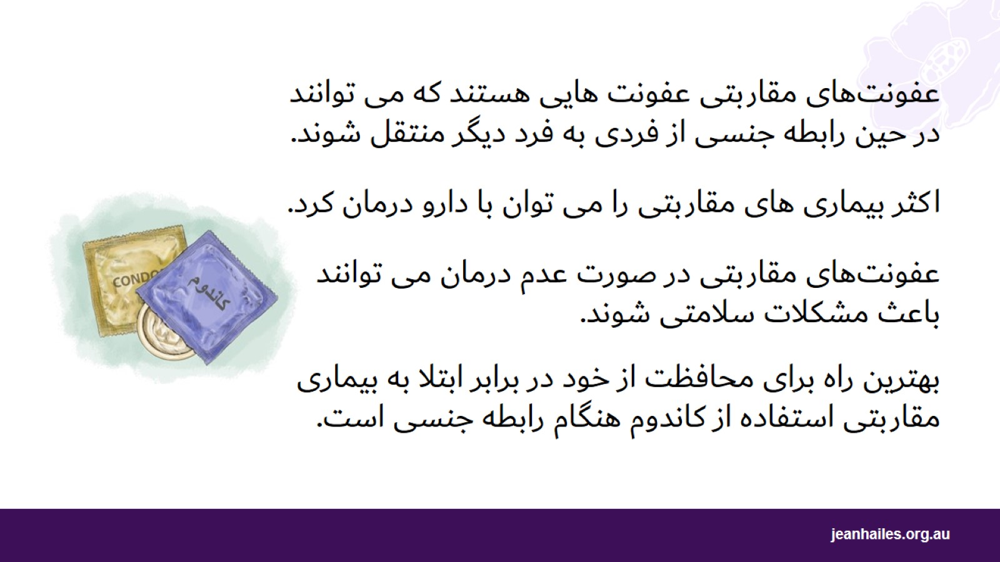 عفونت‌های مقاربتی عفونت هایی هستند که می توانند
در حین رابطه جنسی از فردی به فرد دیگر منتقل شوند.
اکثر بیماری های مقاربتی را می توان با دارو درمان کرد.
عفونت‌های مقاربتی در صورت عدم درمان می توانند
باعث مشکلات سلامتی شوند.
بهترین راه برای محافظت از خود در برابر ابتلا به بیماری
مقاربتی استفاده از کاندوم هنگام رابطه جنسی است.
CONDO
کاندوم
jeanhailes.org.au